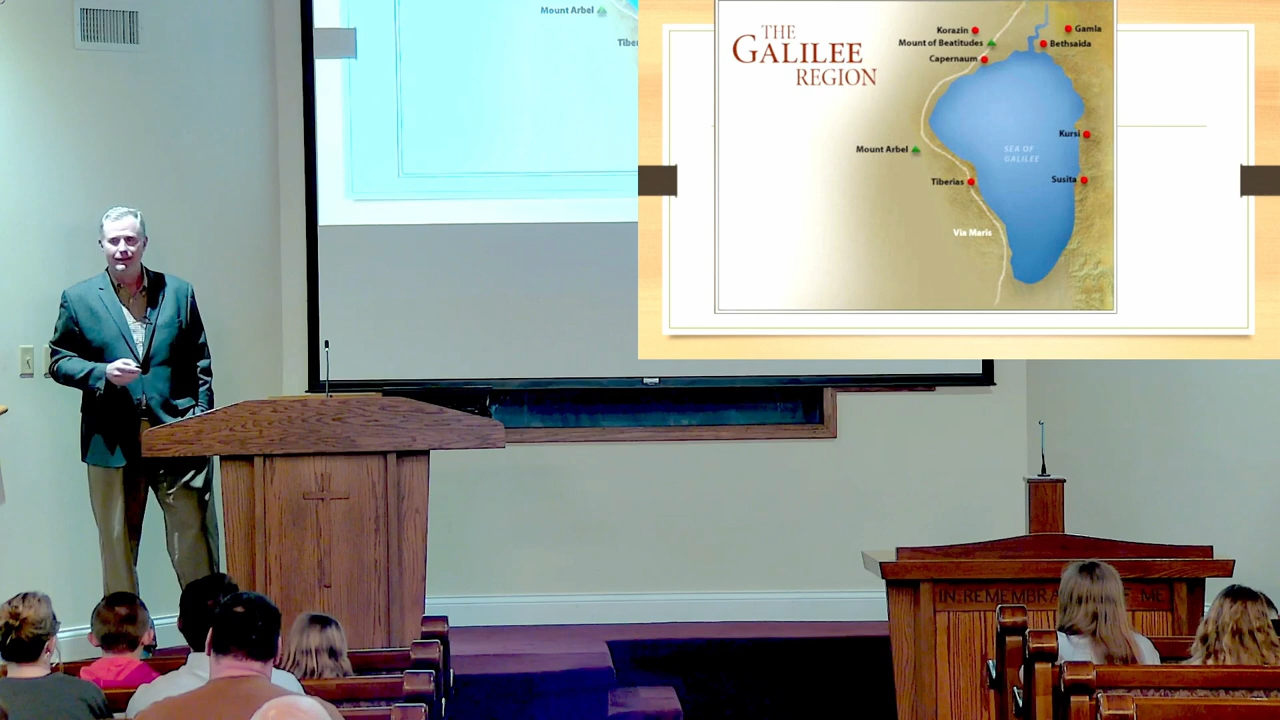 Mount Arbel
Tiber
THE
GALILEE
REGION
Korazin
Gamla
Mount of Beatitudes
Bethsaida
Capernaum
Kursi
Mount Arbel
SEA OF
GALILEE
Tiberias
Susita
Via Maris
IN REMEMBRA ME